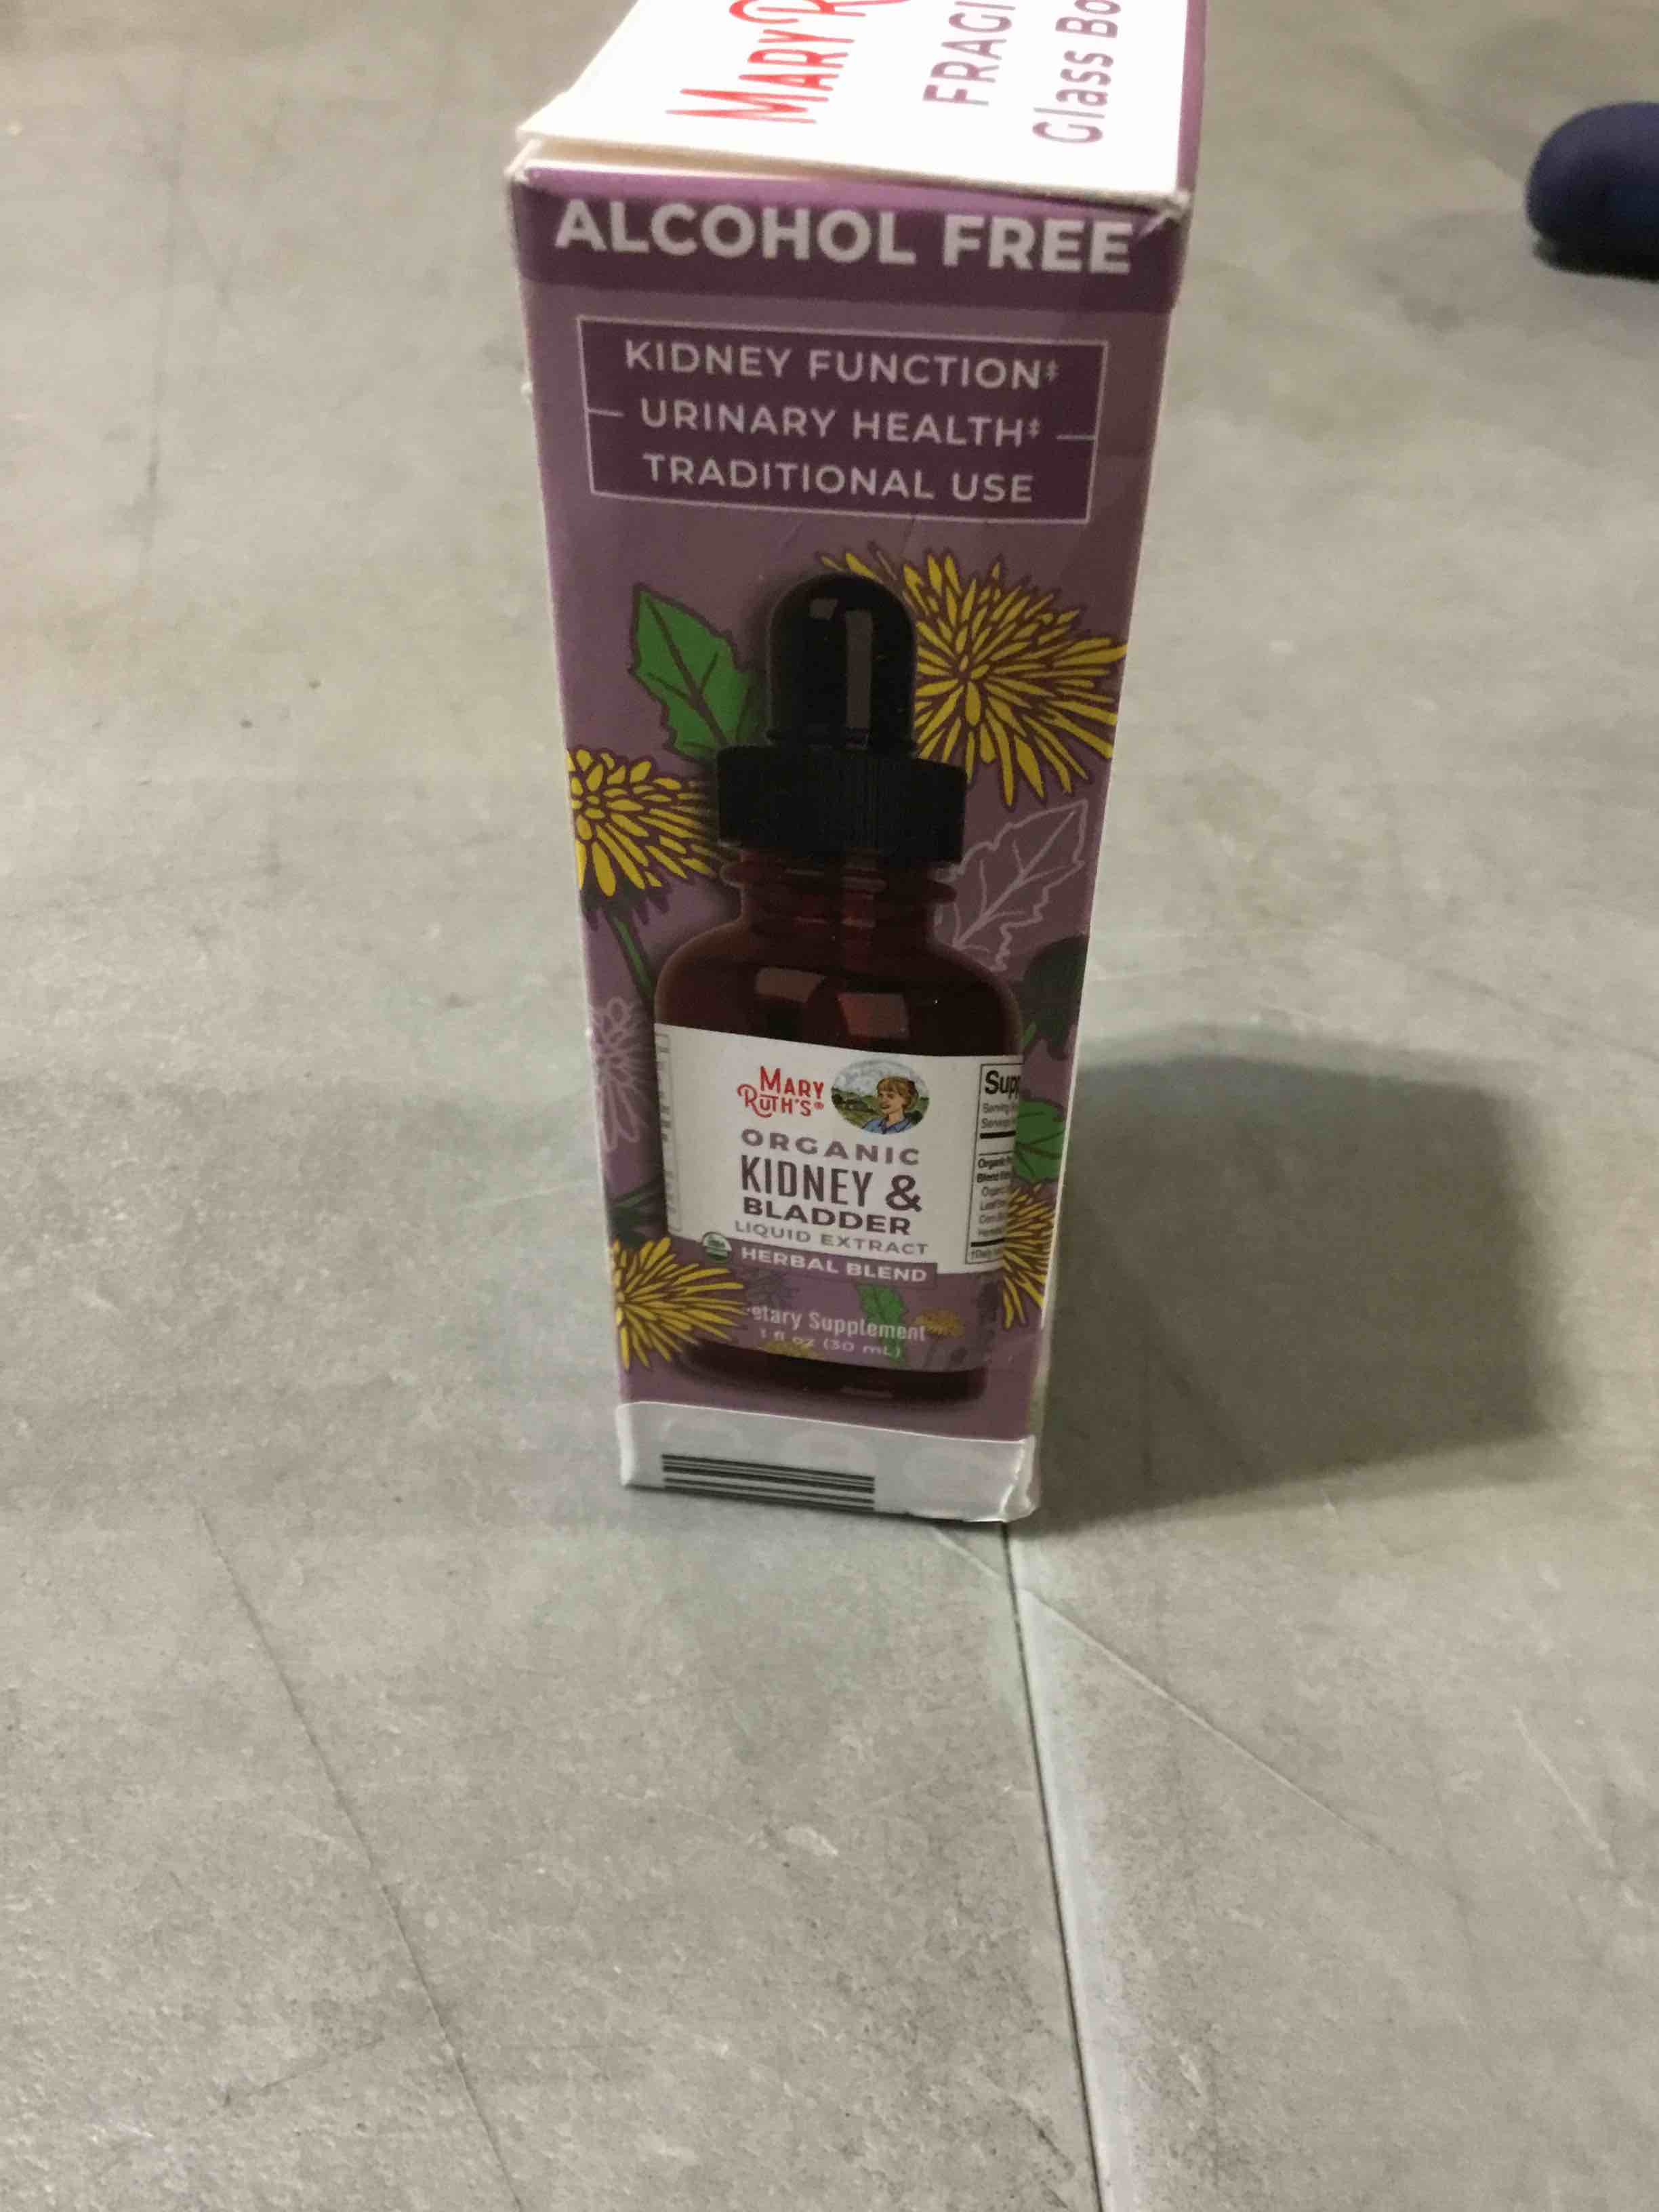 MARY
FRAGI
Glass Bo
ALCOHOL FREE
KIDNEY FUNCTION‡
URINARY HEALTH‡
TRADITIONAL USE
MARY
RUTH'S®
ORGANIC
KIDNEY &
BLADDER
LIQUID EXTRACT
HERBAL BLEND
etary Supplement
1 fl oz (30 mL)
Supp